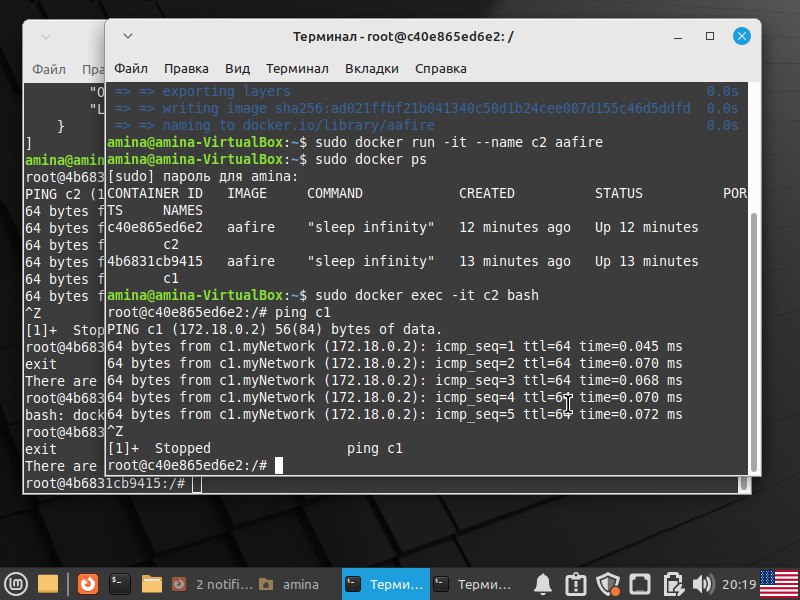 Терминал - root@c40e865ed6e2: /
Файл Правка Вид Терминал Вкладки Справка
=> => exporting layers 0.0s
=> => writing image sha256:ad021ffbf21b041340c50d1b24cee087d155c46d5ddfd 0.0s
=> => naming to docker.io/library/aafire 0.0s
amina@amina-VirtualBox:~$ sudo docker run -it --name c2 aafire
amina@amina-VirtualBox:~$ sudo docker ps
[sudo] пароль для amina:
CONTAINER ID IMAGE COMMAND CREATED STATUS POR
TS NAMES
c40e865ed6e2 aafire "sleep infinity" 12 minutes ago Up 12 minutes
c2
4b6831cb9415 aafire "sleep infinity" 13 minutes ago Up 13 minutes
c1
amina@amina-VirtualBox:~$ sudo docker exec -it c2 bash
root@c40e865ed6e2:/# ping c1
PING c1 (172.18.0.2) 56(84) bytes of data.
64 bytes from c1.myNetwork (172.18.0.2): icmp_seq=1 ttl=64 time=0.045 ms
64 bytes from c1.myNetwork (172.18.0.2): icmp_seq=2 ttl=64 time=0.070 ms
64 bytes from c1.myNetwork (172.18.0.2): icmp_seq=3 ttl=64 time=0.068 ms
64 bytes from c1.myNetwork (172.18.0.2): icmp_seq=4 ttl=64 time=0.070 ms
64 bytes from c1.myNetwork (172.18.0.2): icmp_seq=5 ttl=64 time=0.072 ms
^Z
[1]+ Stopped ping c1
root@c40e865ed6e2:/#
Файл Пра
"O
"L
}
]
amina@amin
root@4b683
PING c2 (1
64 bytes f
64 bytes f
64 bytes f
64 bytes f
64 bytes f
64 bytes f
^Z
[1]+ Stop
root@4b683
exit
There are
root@4b683
bash: dock
root@4b683
exit
There are
root@4b6831cb9415:/#
2 notifi... amina Терми... Терми... 20:19